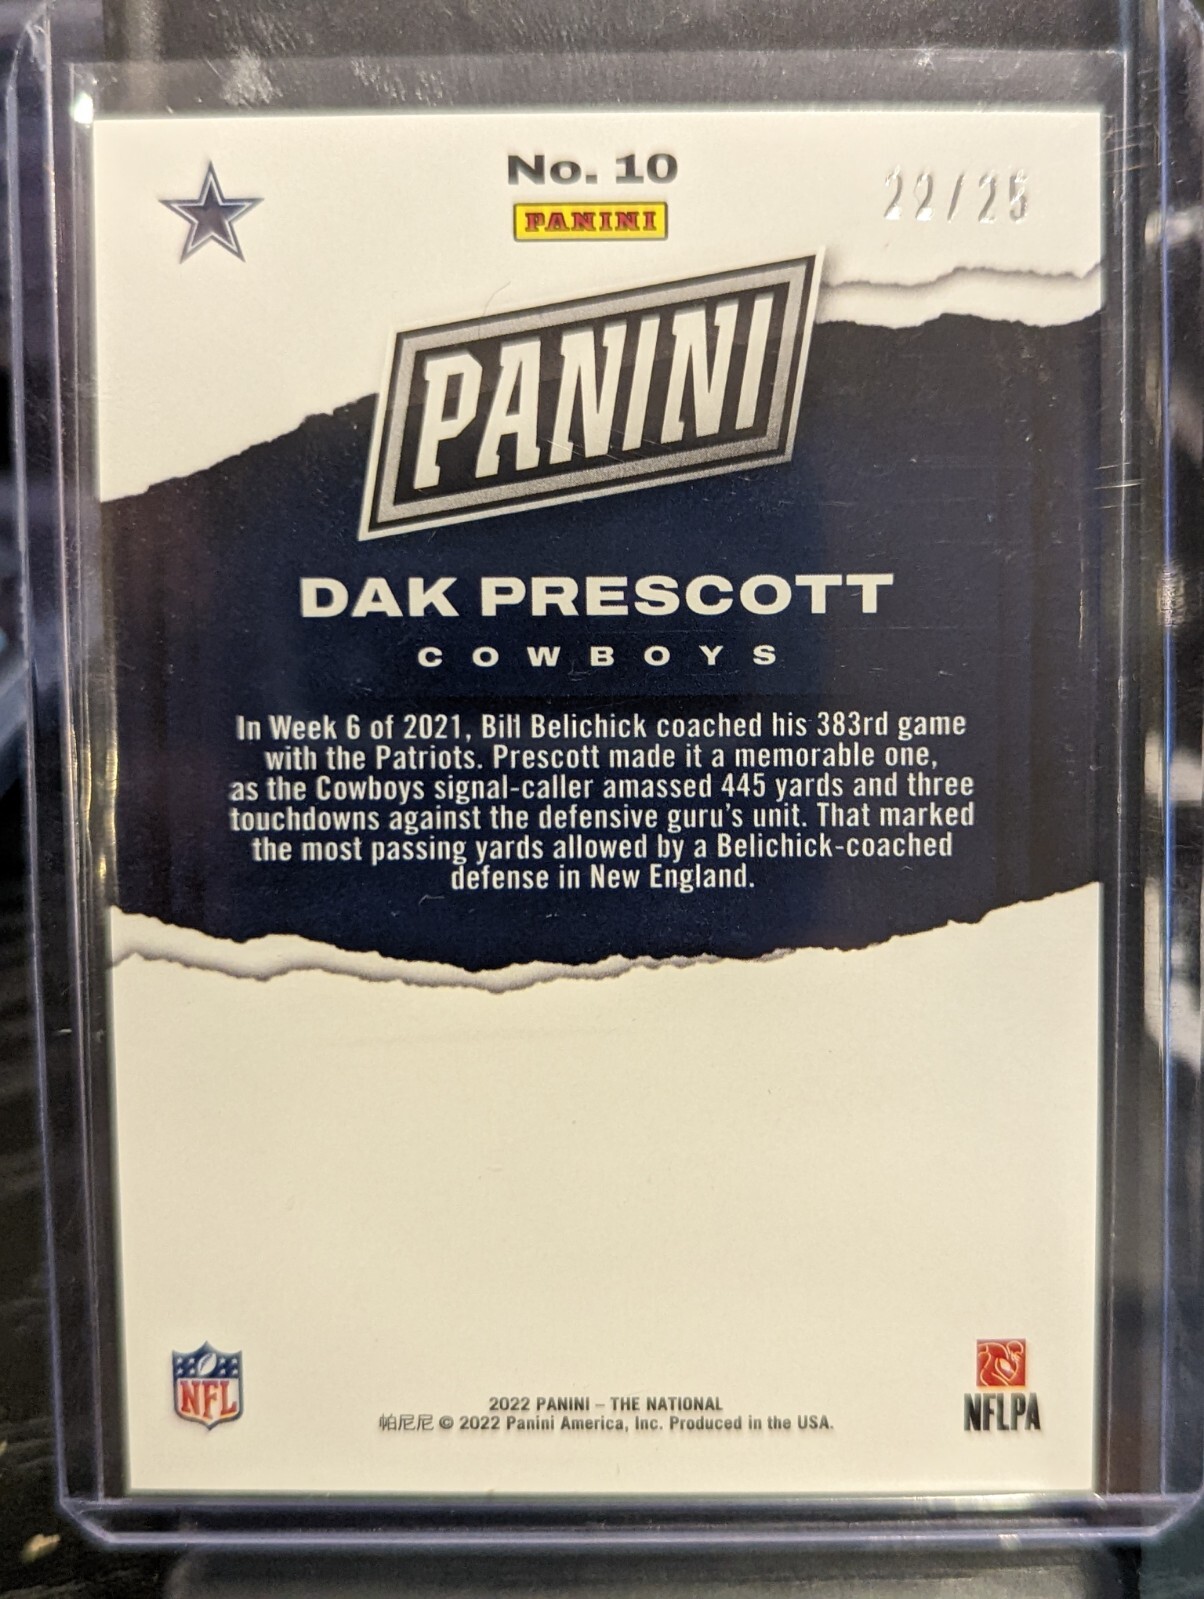 No. 10
PANINI
22/25
PANINI
DAK PRESCOTT
COWBOYS
In Week 6 of 2021, Bill Belichick coached his 383rd game
with the Patriots. Prescott made it a memorable one,
as the Cowboys signal-caller amassed 445 yards and three
touchdowns against the defensive guru's unit. That marked
the most passing yards allowed by a Belichick-coached
defense in New England.
NFL
NFLPA
2022 PANINI – THE NATIONAL
帕尼尼 © 2022 Panini America, Inc. Produced in the USA.